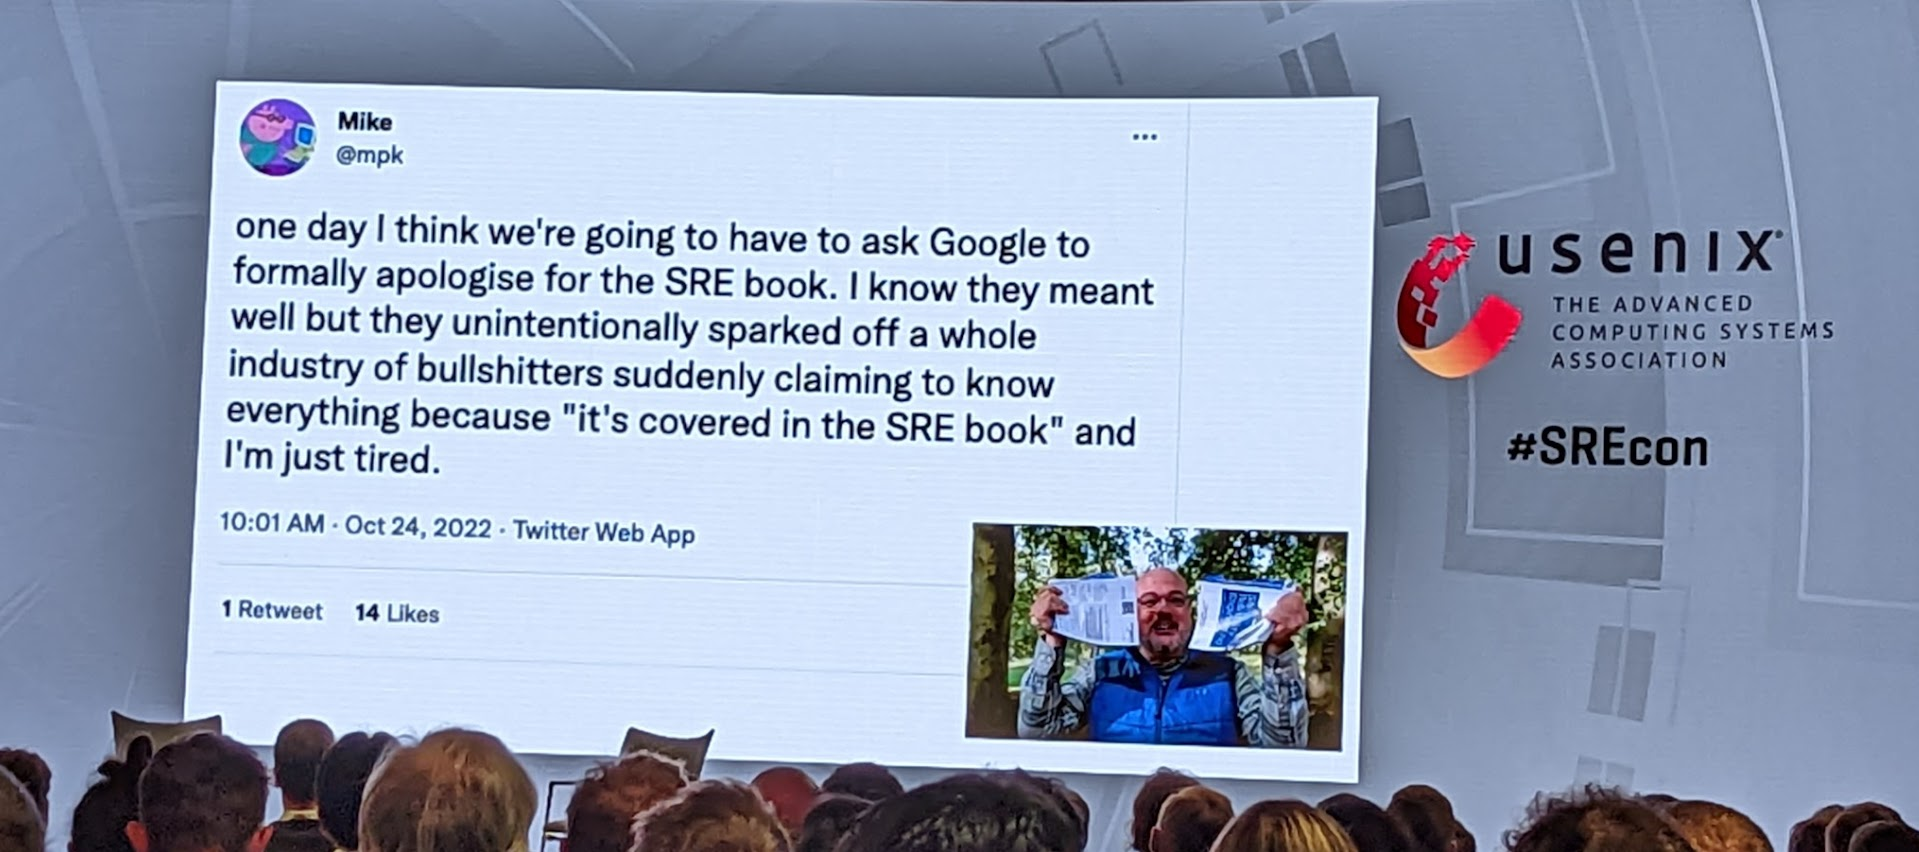 Mike
@mpk
...
one day I think we're going to have to ask Google to
formally apologise for the SRE book. I know they meant
well but they unintentionally sparked off a whole
industry of bullshitters suddenly claiming to know
everything because "it's covered in the SRE book" and
I'm just tired.
10:01 AM · Oct 24, 2022 · Twitter Web App
1 Retweet 14 Likes
usenix®
THE ADVANCED
COMPUTING SYSTEMS
ASSOCIATION
#SREcon